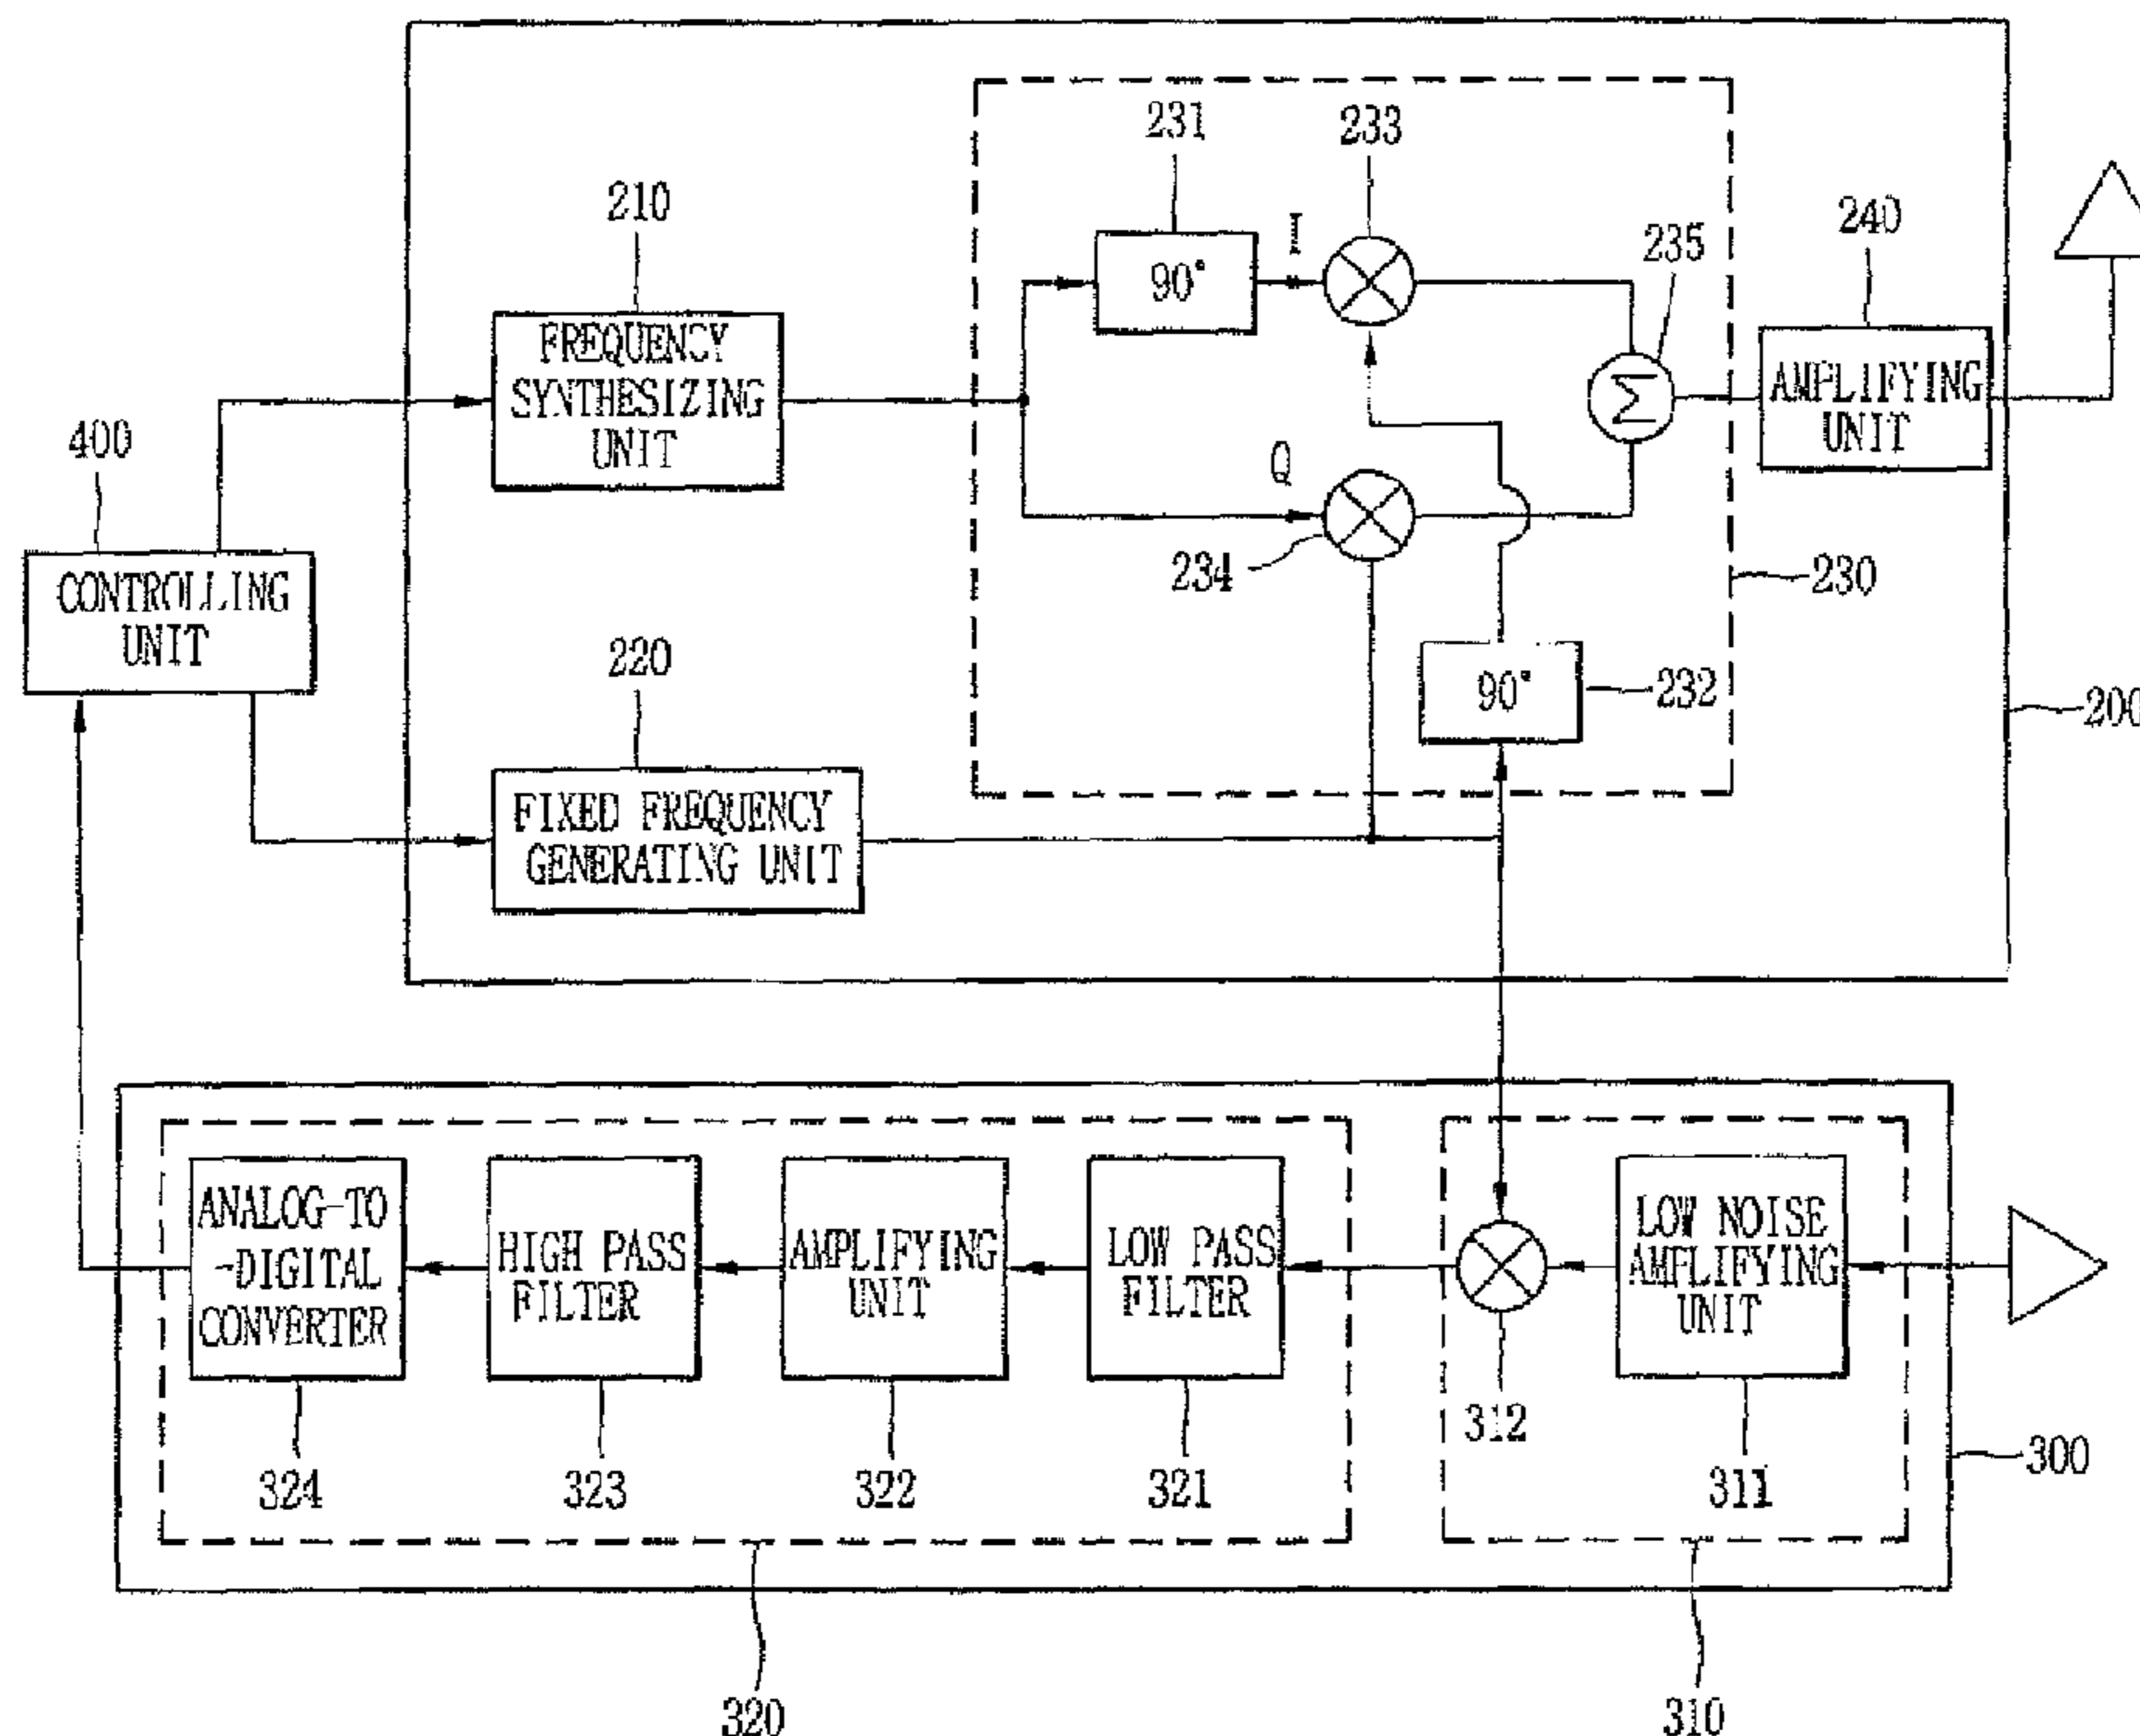 231
233
210
I
240
235
90°
FREQUENCY
SYNTHESIZING
UNIT
Σ
AMPLIFYING
UNIT
400
Q
CONTROLLING
UNIT
234
230
220
90°
232
200
FIXED FREQUENCY
GENERATING UNIT
ANALOG-TO
-DIGITAL
CONVERTER
HIGH PASS
FILTER
AMPLIFYING
UNIT
LOW PASS
FILTER
LOW NOISE
AMPLIFYING
UNIT
312
300
324
323
322
321
311
320
310